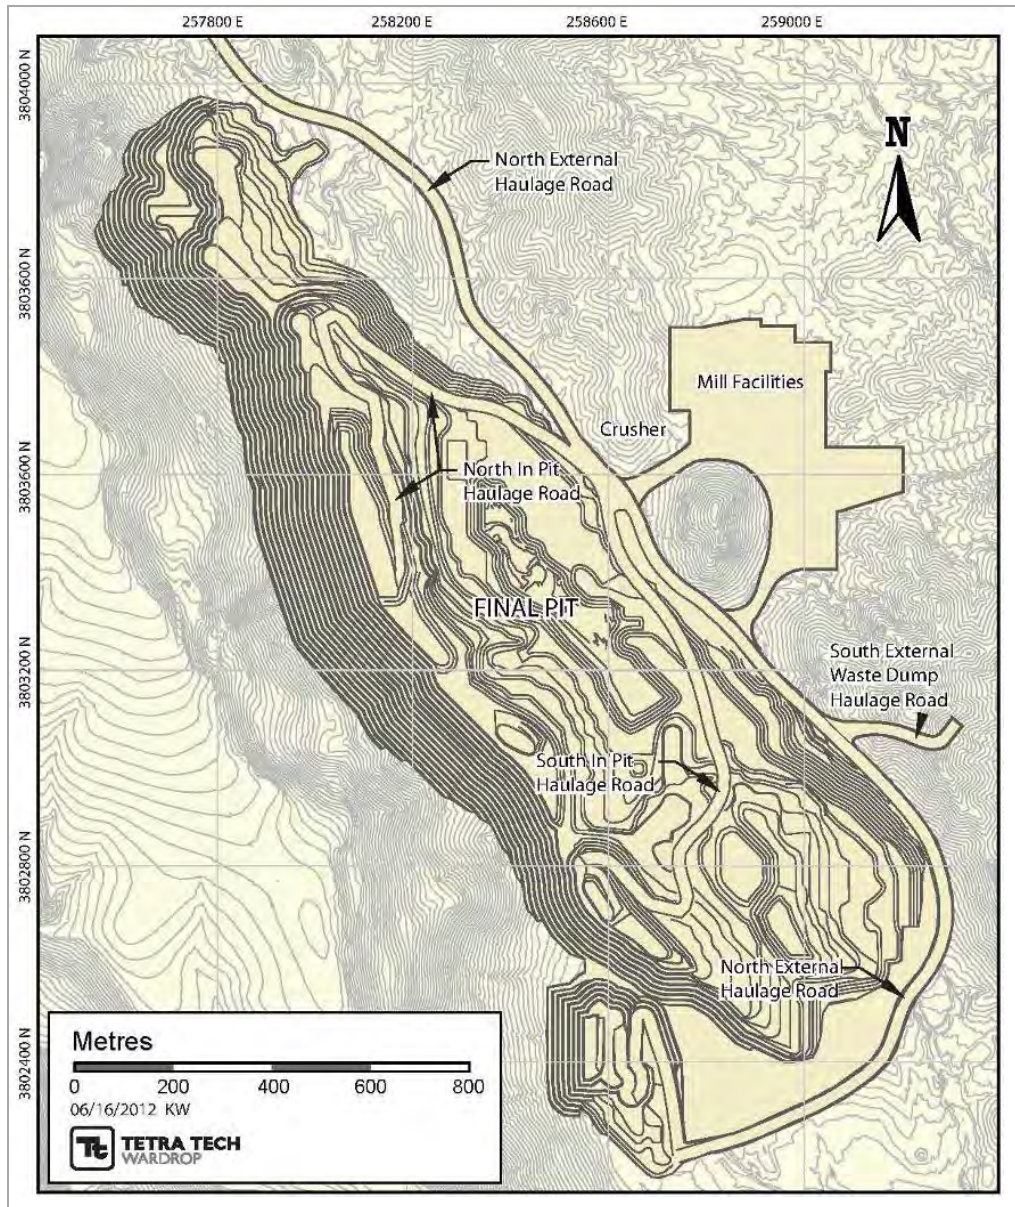 257800 E
258200 E
258600 E
259000 E
3804000 N
3803600 N
3803600 N
3803200 N
3802800 N
3802400 N
N
North External
Haulage Road
Mill Facilities
Crusher
North In Pit
Haulage Road
FINAL PIT
South External
Waste Dump
Haulage Road
South In Pit
Haulage Road
North External
Haulage Road
Metres
0 200 400 600 800
06/16/2012 KW
Tt TETRA TECH
WARDROP